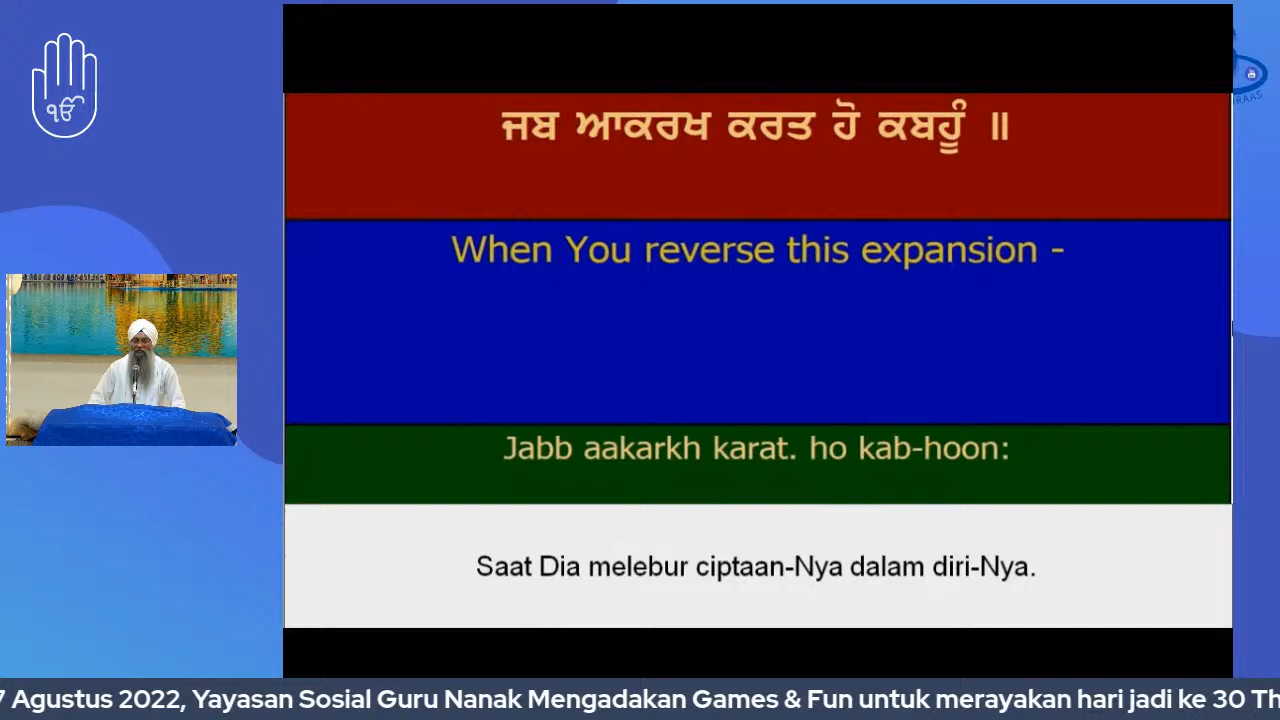 ੴ
ਜਬ ਆਕਰਖ ਕਰਤ ਹੋ ਕਬਹੂੰ ॥
When You reverse this expansion -
Jabb aakarkh karat. ho kab-hoon:
Saat Dia melebur ciptaan-Nya dalam diri-Nya.
7 Agustus 2022, Yayasan Sosial Guru Nanak Mengadakan Games & Fun untuk merayakan hari jadi ke 30 Th